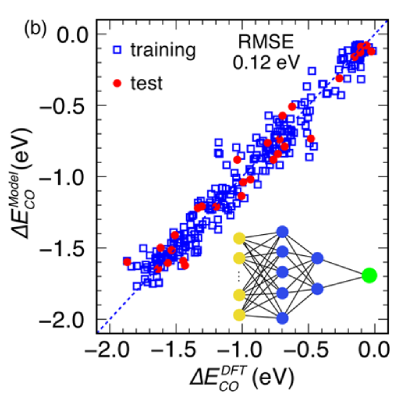 (b)
0.0
training
test
RMSE
0.12 eV
−0.5
−1.0
−1.5
−2.0
ΔE_CO^Model (eV)
−2.0 −1.5 −1.0 −0.5 0.0
ΔE_CO^DFT (eV)